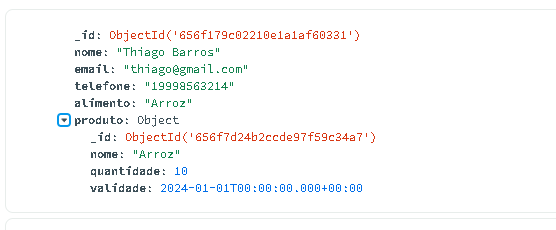 _id: ObjectId('656f179c02210e1a1af60331')
nome: "Thiago Barros"
email: "thiago@gmail.com"
telefone: "19998563214"
alimento: "Arroz"
produto: Object
_id: ObjectId('656f7d24b2ccde97f59c34a7')
nome: "Arroz"
quantidade: 10
validade: 2024-01-01T00:00:00.000+00:00